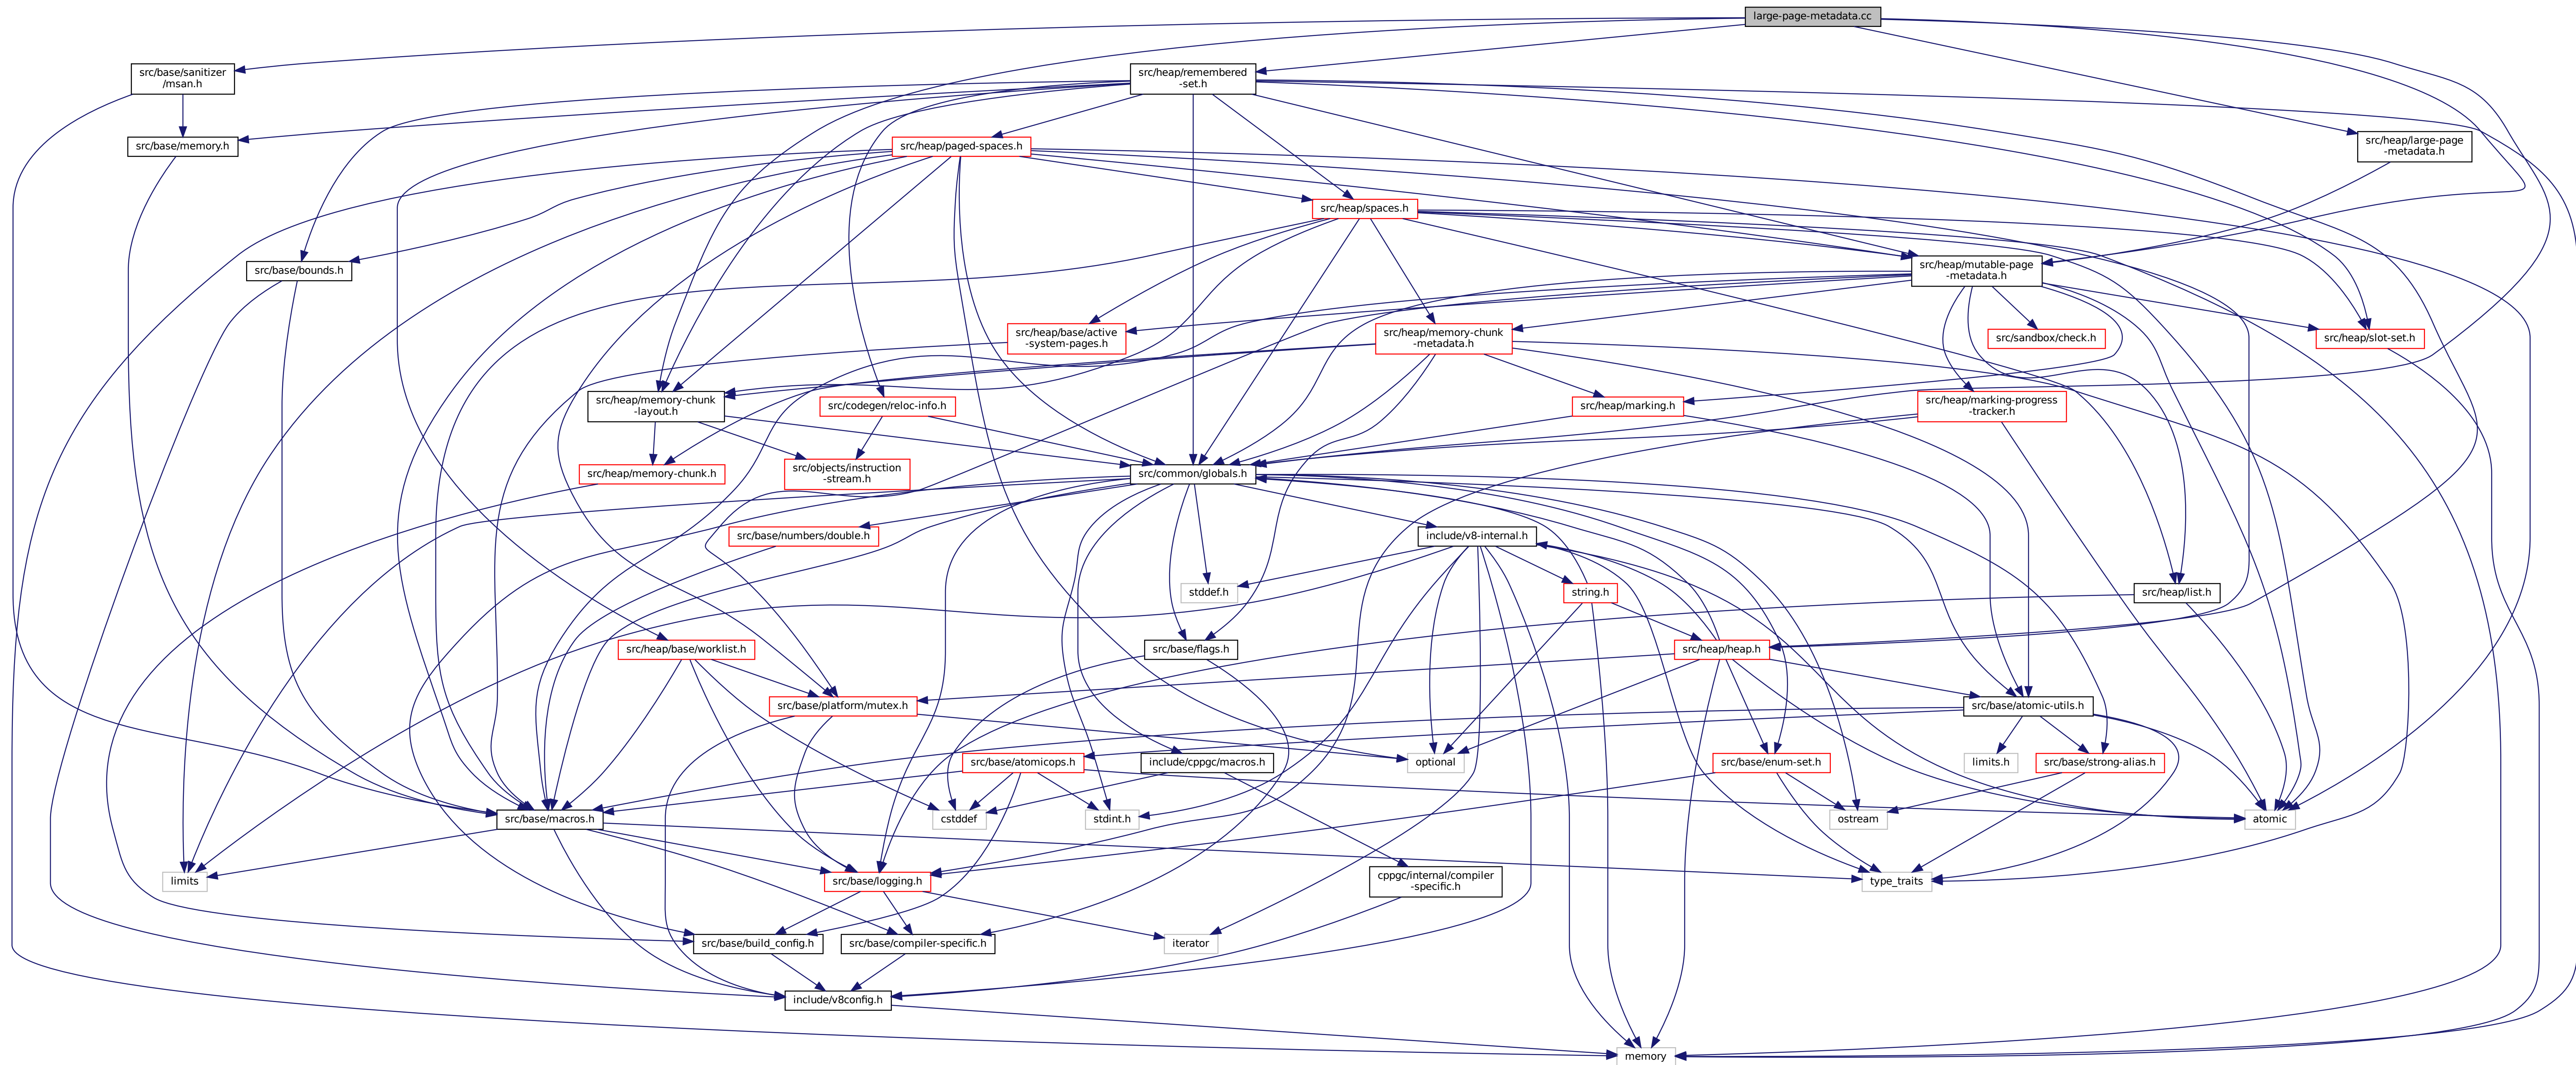 large-page-metadata.cc
src/base/sanitizer
/msan.h
src/heap/remembered
-set.h
src/base/memory.h
src/heap/paged-spaces.h
src/heap/large-page
-metadata.h
src/heap/spaces.h
src/base/bounds.h
src/heap/mutable-page
-metadata.h
src/heap/base/active
-system-pages.h
src/heap/memory-chunk
-metadata.h
src/sandbox/check.h
src/heap/slot-set.h
src/heap/memory-chunk
-layout.h
src/codegen/reloc-info.h
src/heap/marking.h
src/heap/marking-progress
-tracker.h
src/heap/memory-chunk.h
src/objects/instruction
-stream.h
src/common/globals.h
src/base/numbers/double.h
include/v8-internal.h
stddef.h
string.h
src/heap/list.h
src/heap/base/worklist.h
src/base/flags.h
src/heap/heap.h
src/base/platform/mutex.h
src/base/atomic-utils.h
src/base/atomicops.h
include/cppgc/macros.h
optional
src/base/enum-set.h
limits.h
src/base/strong-alias.h
src/base/macros.h
cstddef
stdint.h
ostream
atomic
limits
src/base/logging.h
cppgc/internal/compiler
-specific.h
type_traits
src/base/build_config.h
src/base/compiler-specific.h
iterator
include/v8config.h
memory